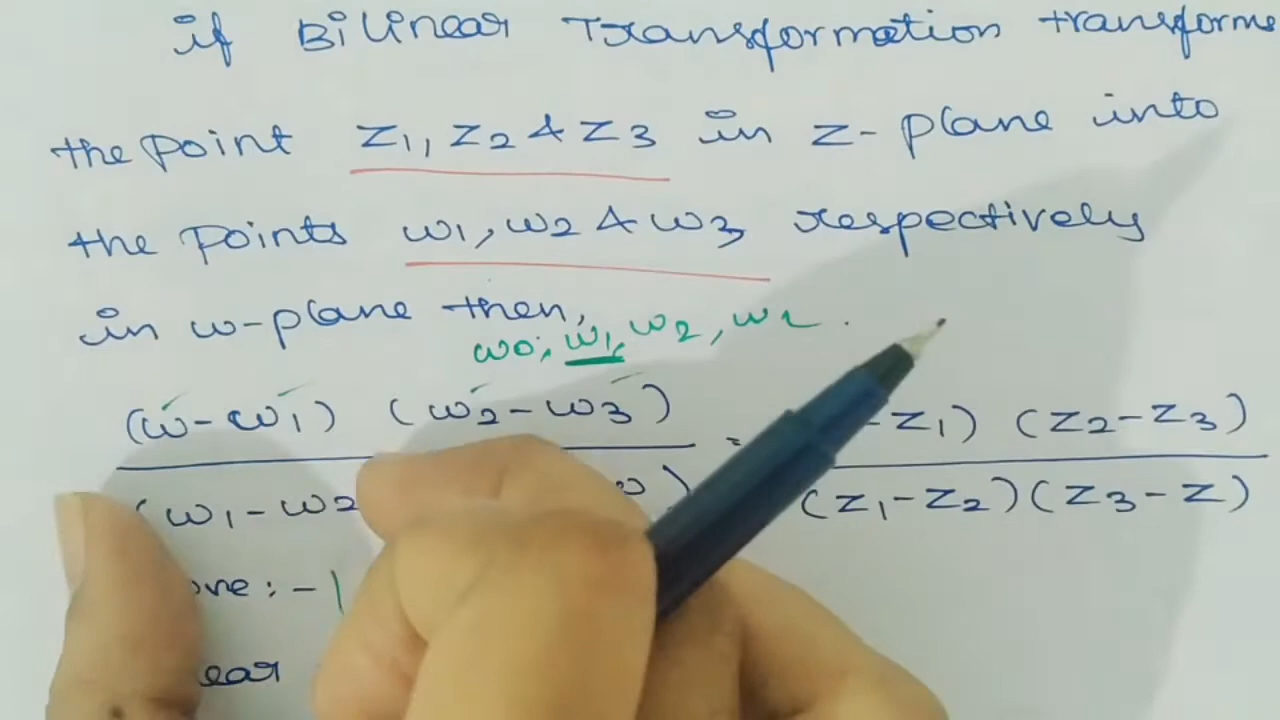 if Bilinear Transformation transforms
the point z1, z2 & z3 in z-plane into
the points w1, w2 & w3 respectively
in w-plane then,
w0, w1, w2, w2
(w-w1) (w2-w3) = -z1) (z2-z3)
(w1-w2 w) (z1-z2)(z3-z)